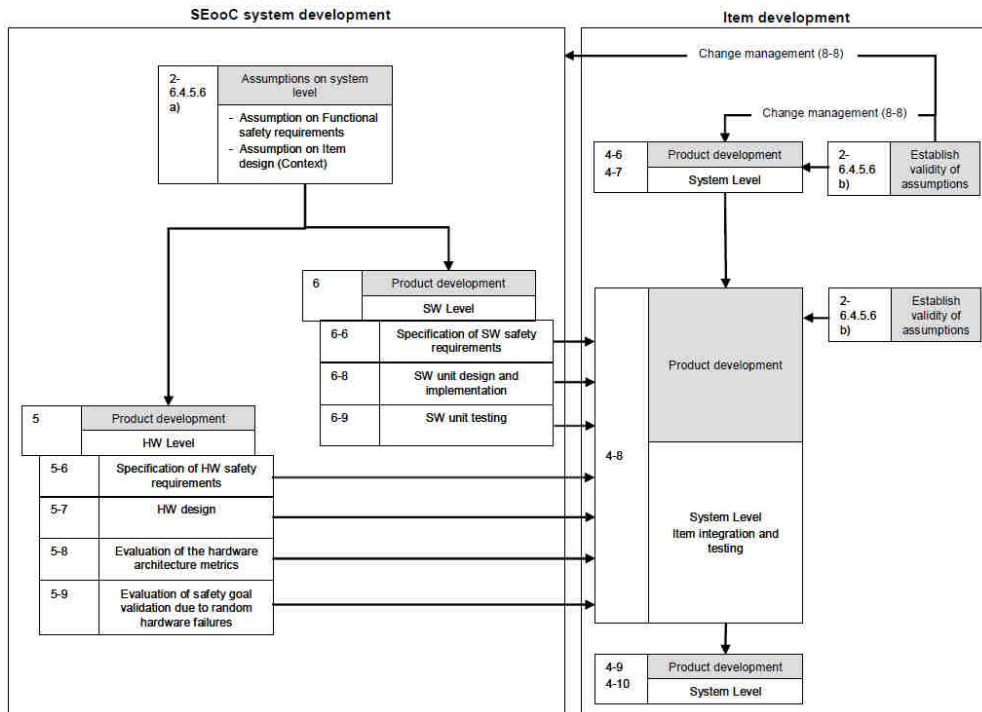 SEooC system development
Item development
Change management (8-8)
2-
6.4.5.6
a)
Assumptions on system
level
- Assumption on Functional
safety requirements
- Assumption on Item
design (Context)
Change management (8-8)
4-6
4-7
Product development
System Level
2-
6.4.5.6
b)
Establish
validity of
assumptions
6
Product development
SW Level
6-6
Specification of SW safety
requirements
6-8
SW unit design and
implementation
6-9
SW unit testing
2-
6.4.5.6
b)
Establish
validity of
assumptions
Product development
4-8
System Level
Item integration and
testing
5
Product development
HW Level
5-6
Specification of HW safety
requirements
5-7
HW design
5-8
Evaluation of the hardware
architecture metrics
5-9
Evaluation of safety goal
validation due to random
hardware failures
4-9
4-10
Product development
System Level